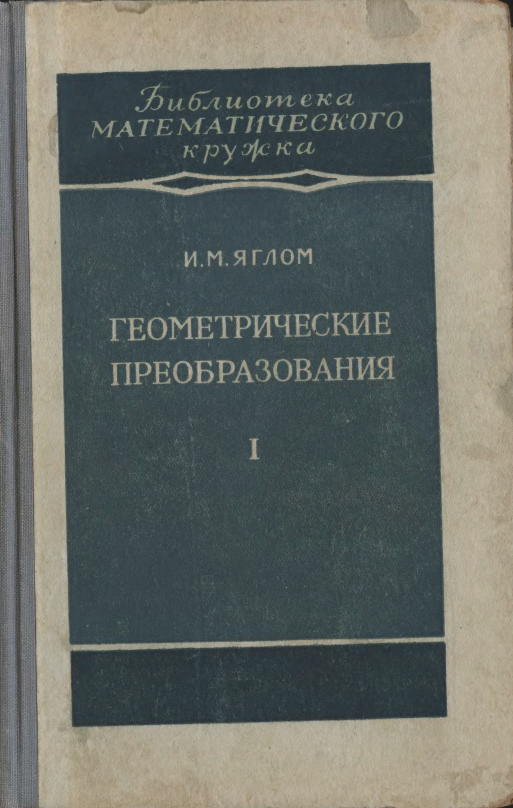 Библиотека
МАТЕМАТИЧЕСКОГО
кружка
И. М. ЯГЛОМ
ГЕОМЕТРИЧЕСКИЕ
ПРЕОБРАЗОВАНИЯ
I